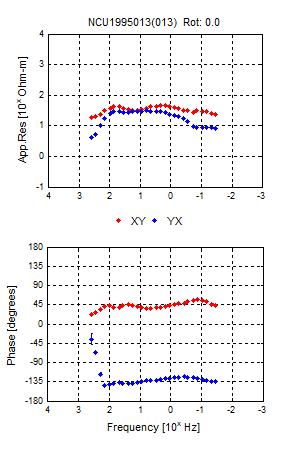 NCU1995013(013) Rot: 0.0
App.Res [10ˣ Ohm-m]
4
3
2
1
0
-1
4 3 2 1 0 -1 -2 -3
XY YX
Phase [degrees]
180
135
90
45
0
-45
-90
-135
-180
4 3 2 1 0 -1 -2 -3
Frequency [10ˣ Hz]